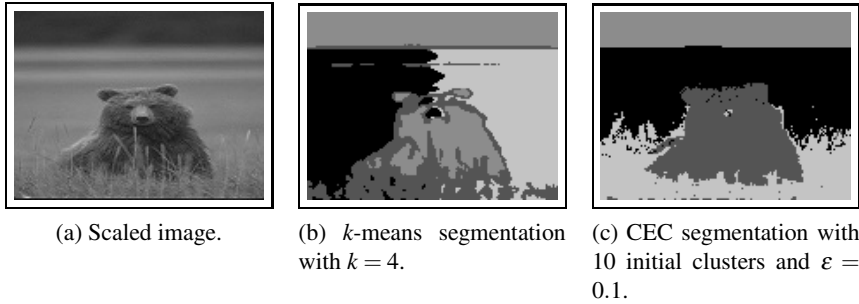 (a) Scaled image.
(b) k-means segmentation
with k = 4.
(c) CEC segmentation with
10 initial clusters and ε =
0.1.